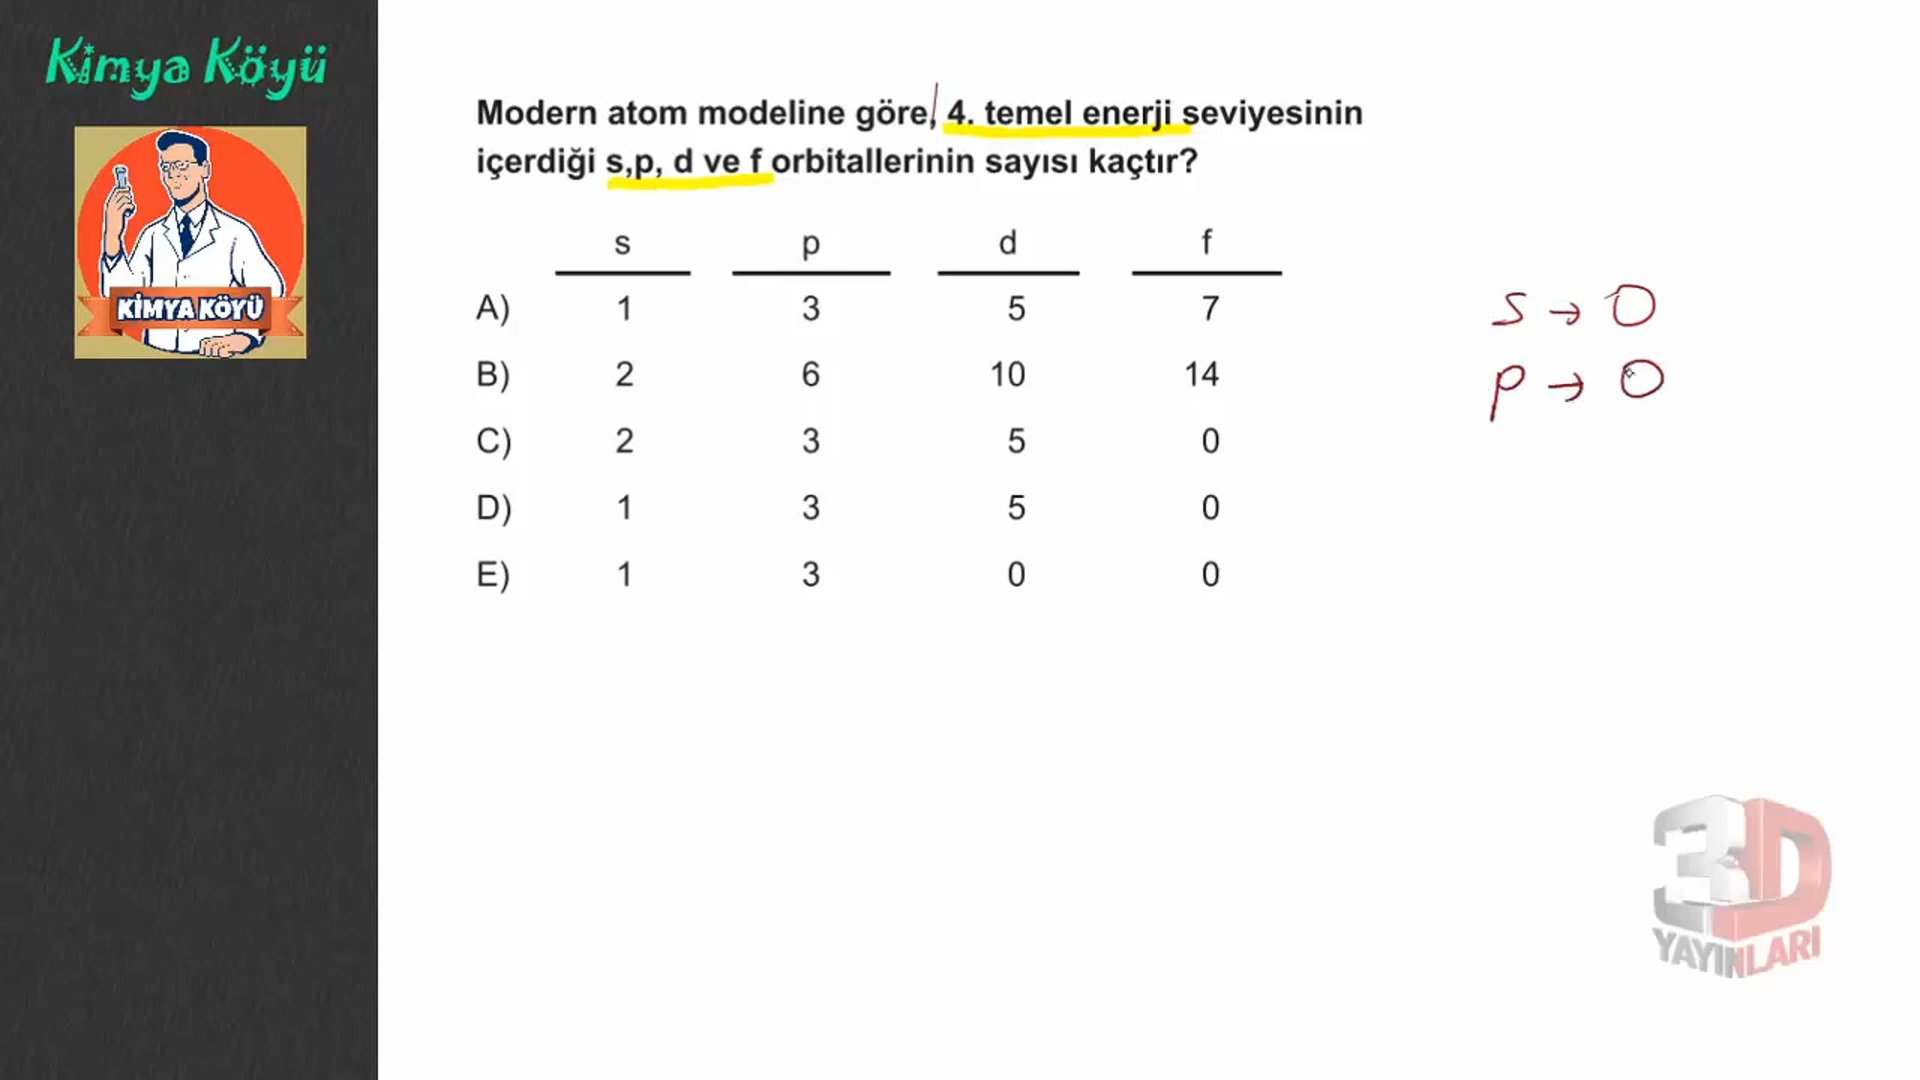 Kimya Köyü
KİMYA KÖYÜ
Modern atom modeline göre, 4. temel enerji seviyesinin
içerdiği s,p, d ve f orbitallerinin sayısı kaçtır?
s p d f
A) 1 3 5 7
B) 2 6 10 14
C) 2 3 5 0
D) 1 3 5 0
E) 1 3 0 0
s → O
p → O
3D
YAYINLARI